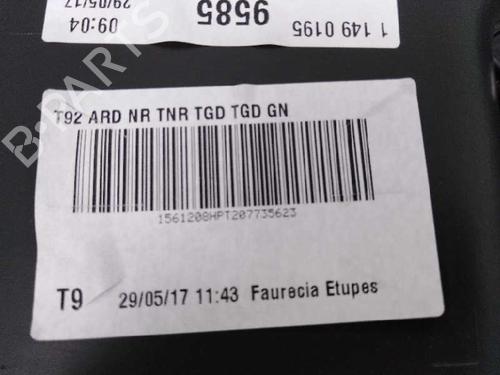 09:04
29/05/17
9585
1 149 0195
T92 ARD NR TNR TGD TGD GN
1561208HPT207735623
T9 29/05/17 11:43 Faurecia Etupes
B-PARTS